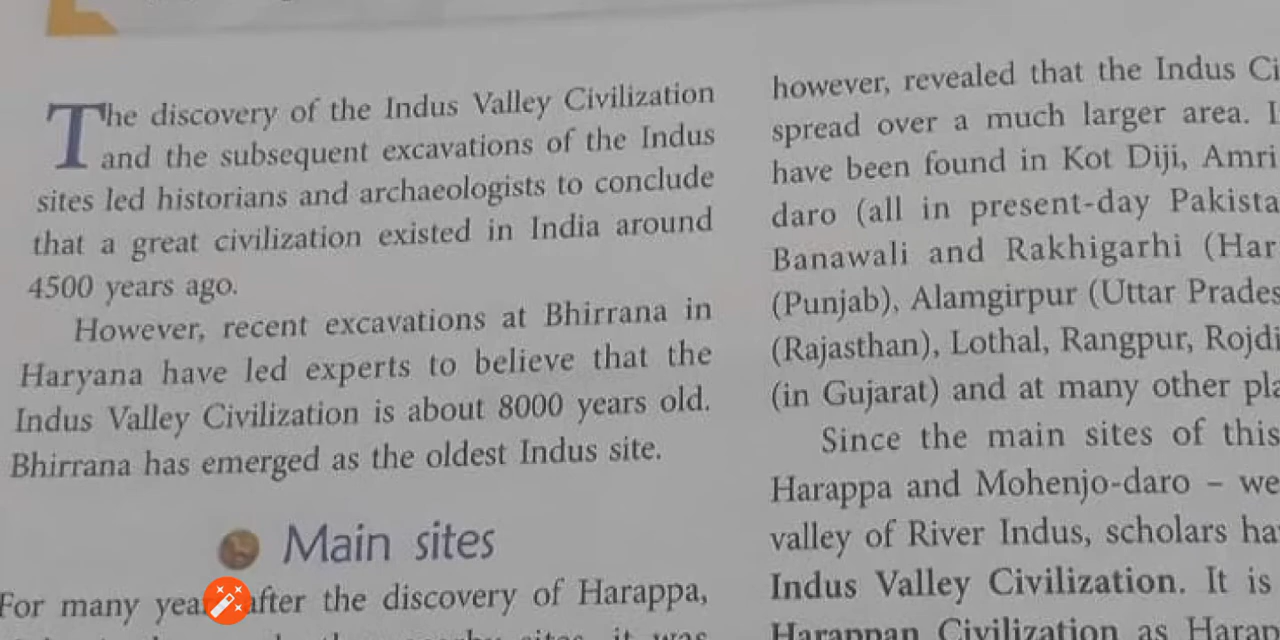 The discovery of the Indus Valley Civilization
and the subsequent excavations of the Indus
sites led historians and archaeologists to conclude
that a great civilization existed in India around
4500 years ago.
However, recent excavations at Bhirrana in
Haryana have led experts to believe that the
Indus Valley Civilization is about 8000 years old.
Bhirrana has emerged as the oldest Indus site.
Main sites
For many after the discovery of Harappa,
it was
however, revealed that the Indus
spread over a much larger area.
have been found in Kot Diji, Amri
daro (all in present-day
Banawali and Rakhigarhi
(Punjab), Alamgirpur (Uttar
(Rajasthan), Lothal, Rangpur,
(in Gujarat) and at many other
Since the main sites of this
Harappa and Mohenjo-daro –
valley of River Indus, scholars
Indus Valley Civilization. It is
Harappan Civilization as